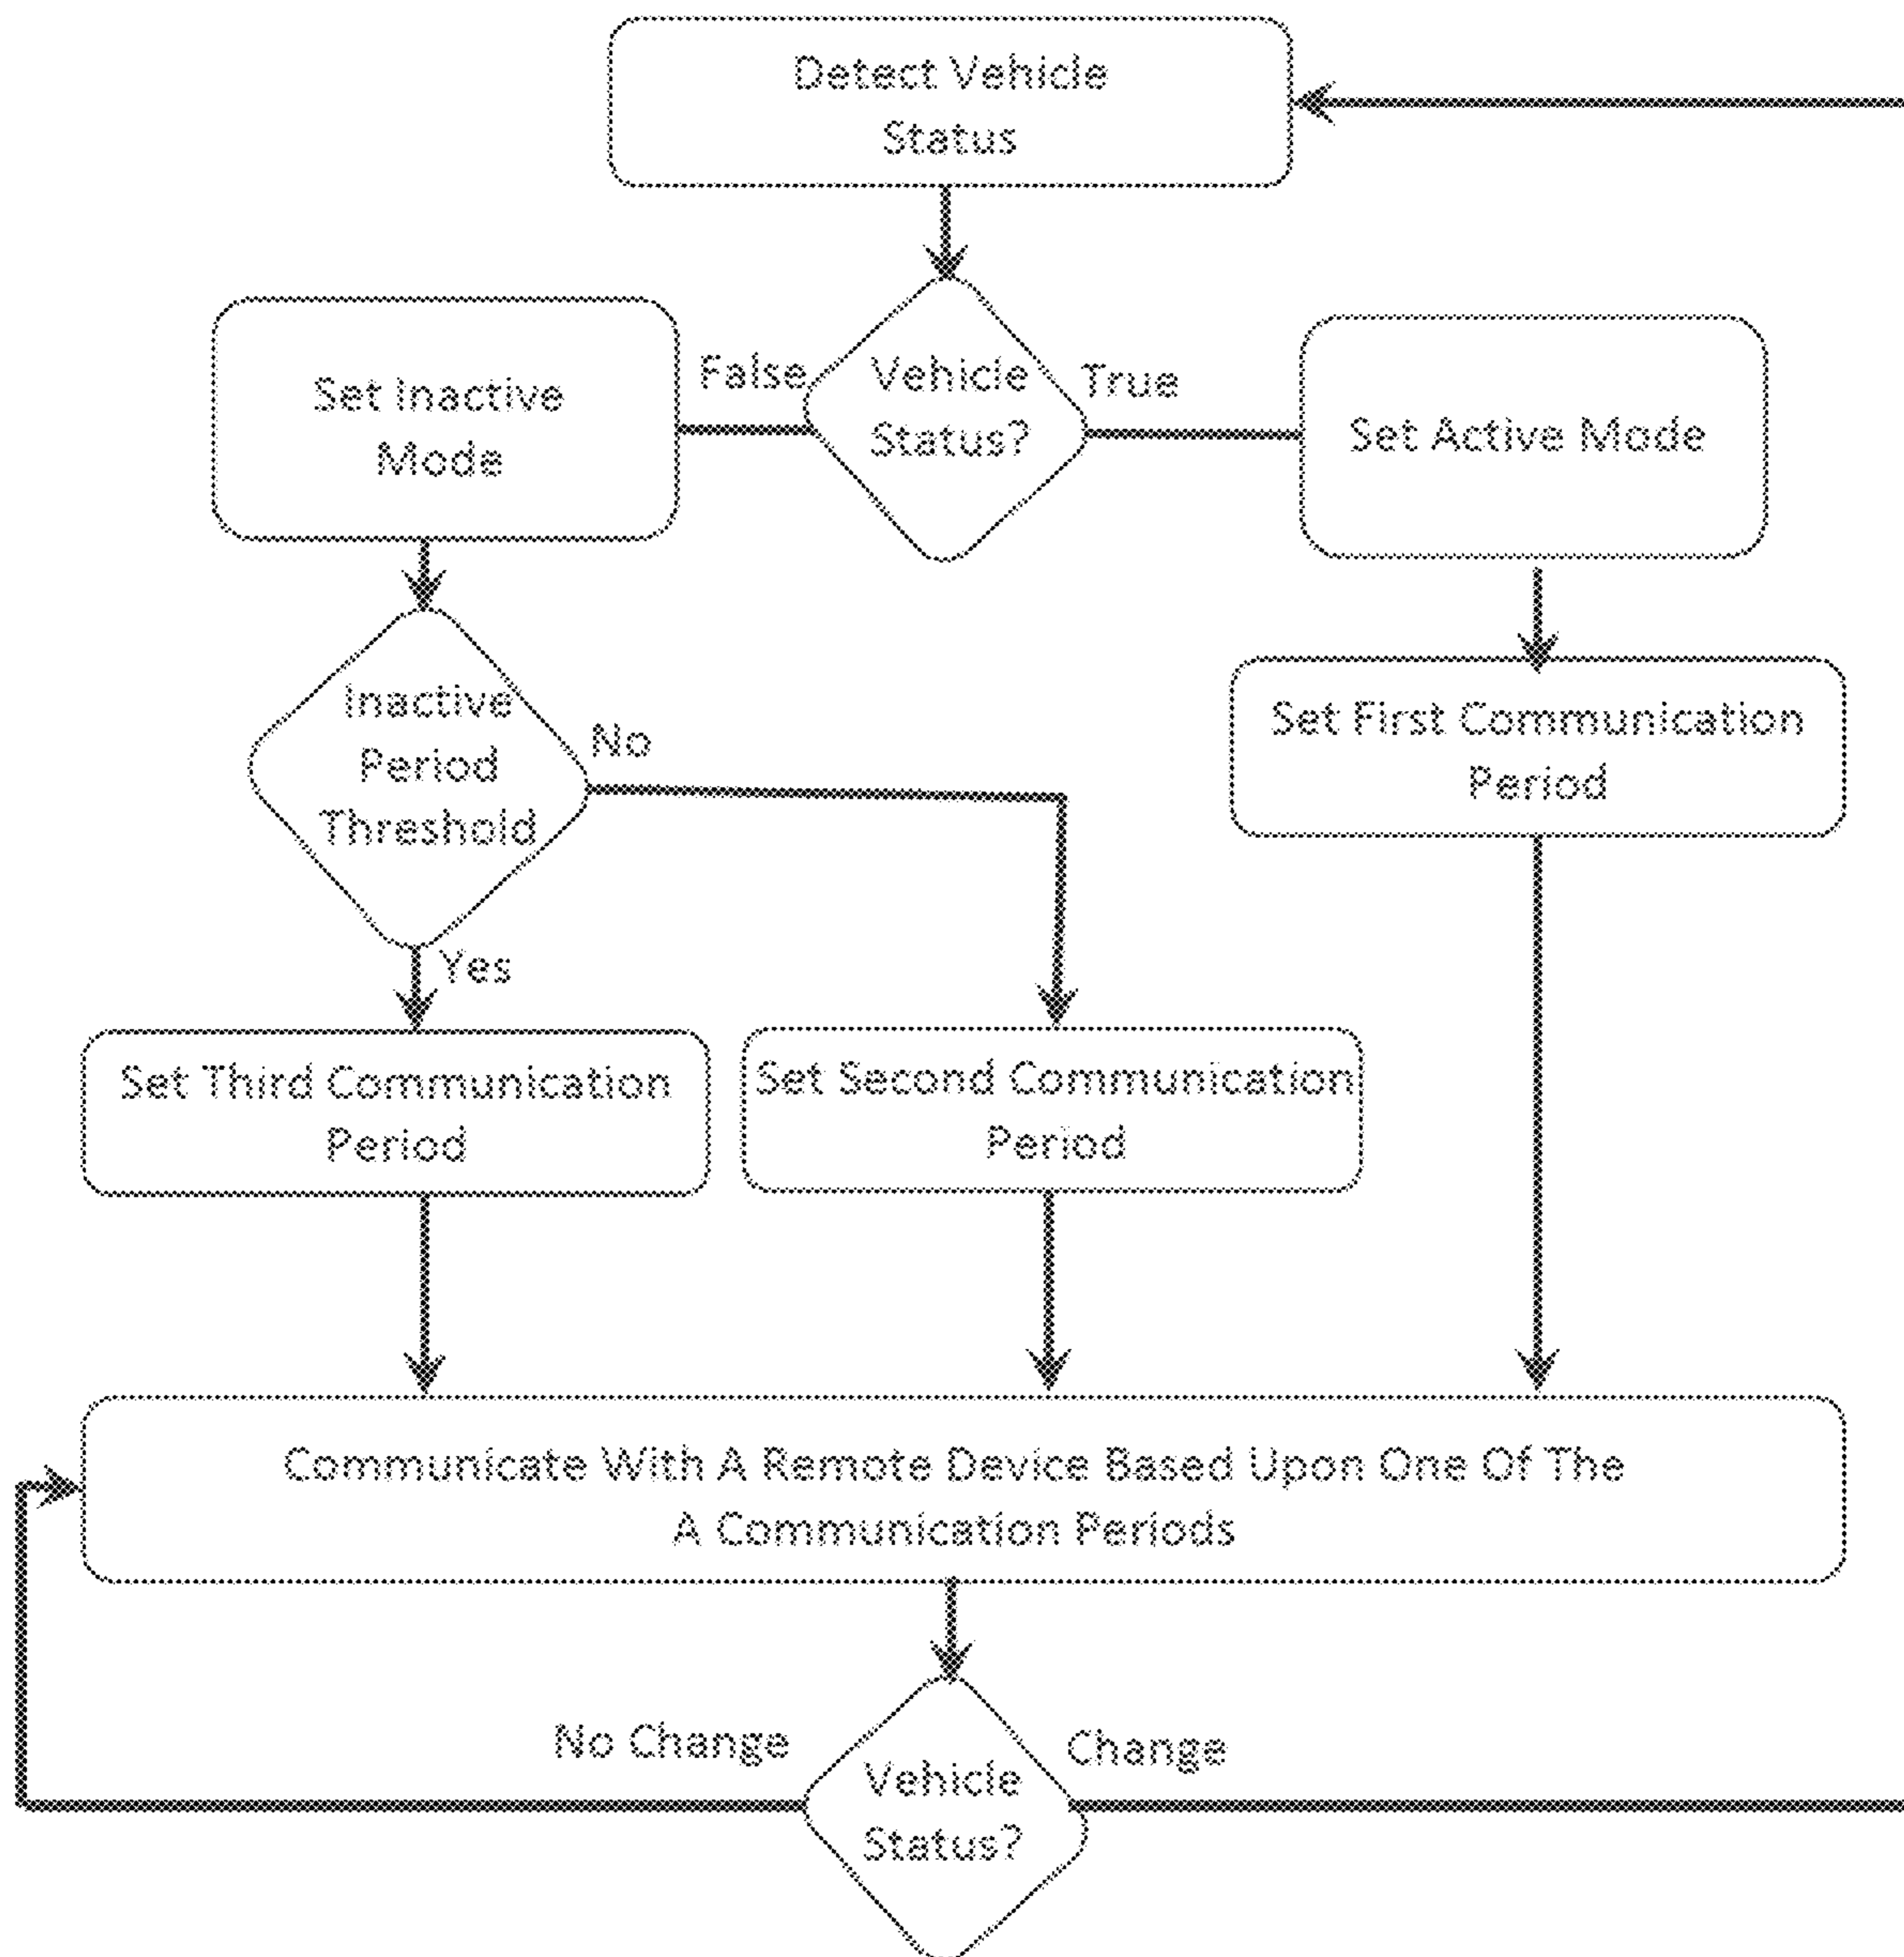 Detect Vehicle
Status
False
Vehicle
Status?
True
Set Inactive
Mode
Set Active Mode
Inactive
Period
Threshold
No
Yes
Set First Communication
Period
Set Third Communication
Period
Set Second Communication
Period
Communicate With A Remote Device Based Upon One Of The
A Communication Periods
No Change
Change
Vehicle
Status?